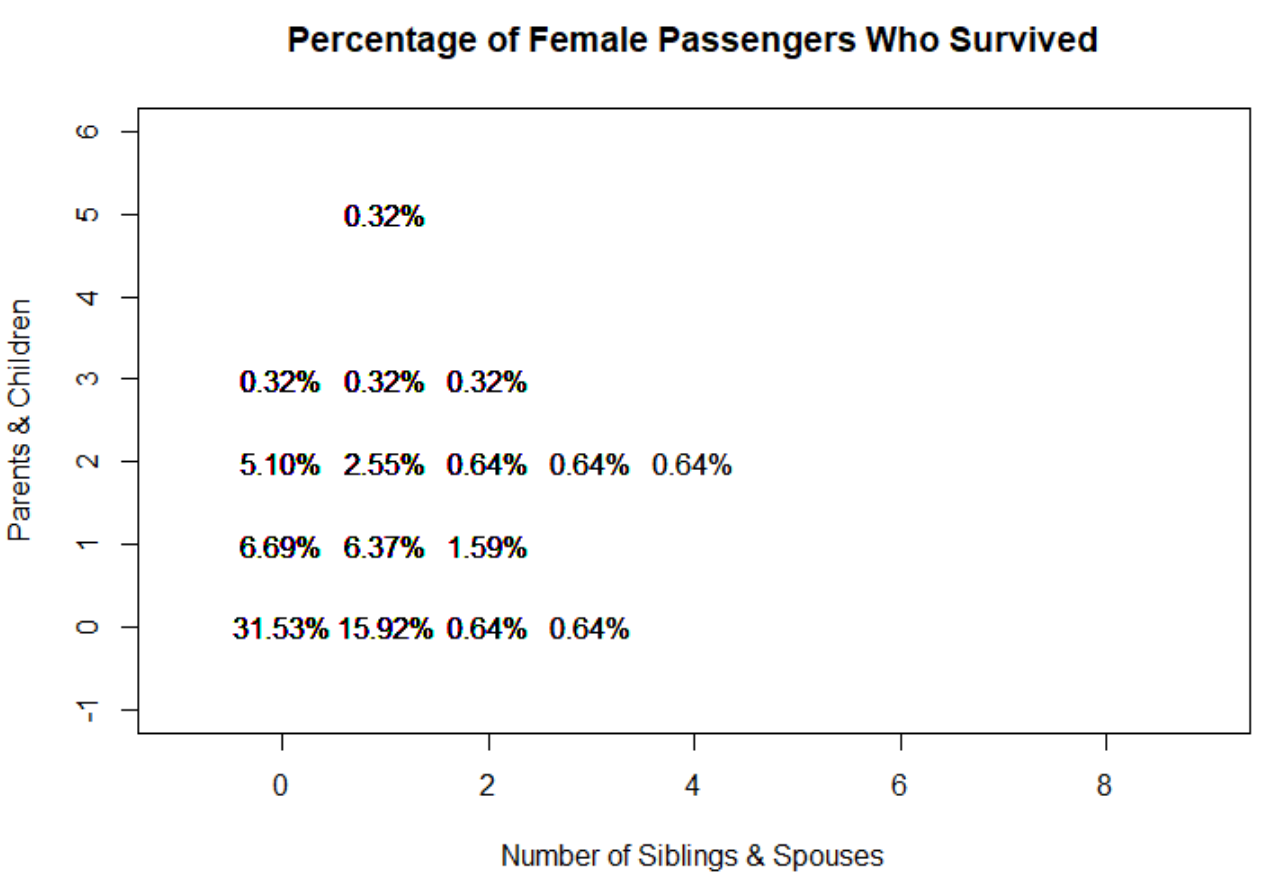 Percentage of Female Passengers Who Survived
6
5
4
3
2
1
0
-1
Parents & Children
0.32%
0.32% 0.32% 0.32%
5.10% 2.55% 0.64% 0.64% 0.64%
6.69% 6.37% 1.59%
31.53% 15.92% 0.64% 0.64%
0 2 4 6 8
Number of Siblings & Spouses